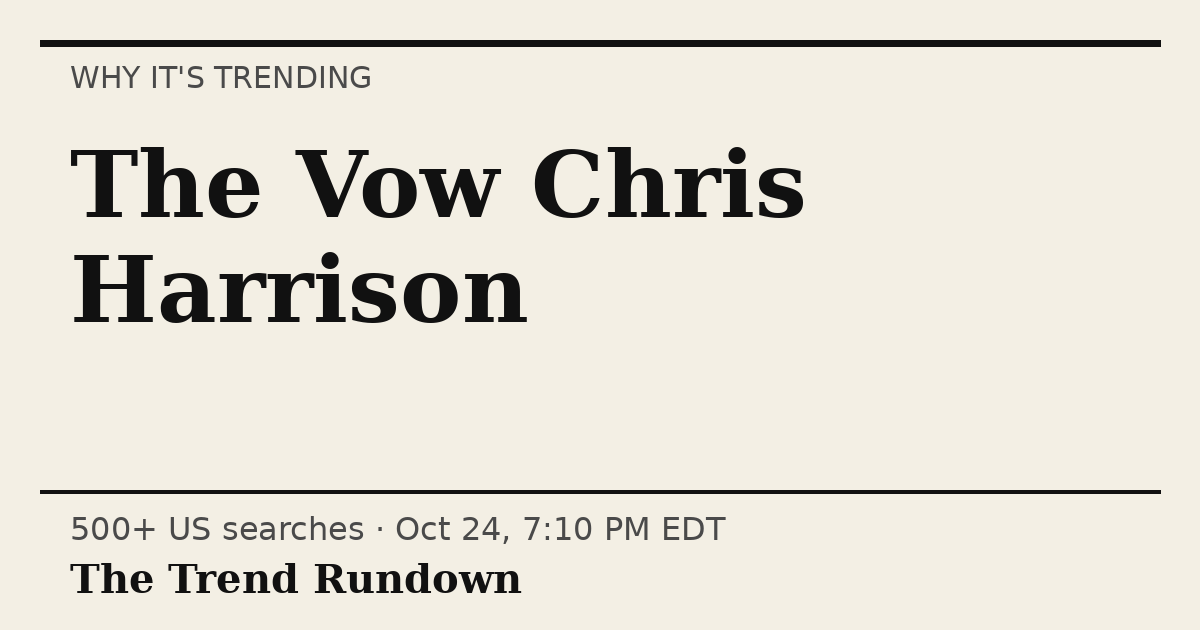 WHY IT'S TRENDING
The Vow Chris
Harrison
500+ US searches · Oct 24, 7:10 PM EDT
The Trend Rundown